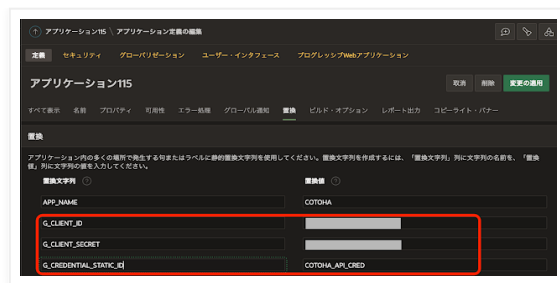 アプリケーション115 \ アプリケーション定義の編集
定義 セキュリティ グローバリゼーション ユーザー・インタフェース プログレッシブWebアプリケーション
アプリケーション115
取消 削除 変更の適用
すべて表示 名前 プロパティ 可用性 エラー処理 グローバル通知 置換 ビルド・オプション レポート出力 コピーライト・バナー
置換
アプリケーション内の多くの場所で発生する句またはラベルに静的置換文字列を使用してください。置換文字列を作成するには、「置換文字列」列に文字列の名前を、「置換
値」列に文字列の値を入力してください。
置換文字列 置換値
APP_NAME COTOHA
G_CLIENT_ID
G_CLIENT_SECRET
G_CREDENTIAL_STATIC_ID COTOHA_API_CRED